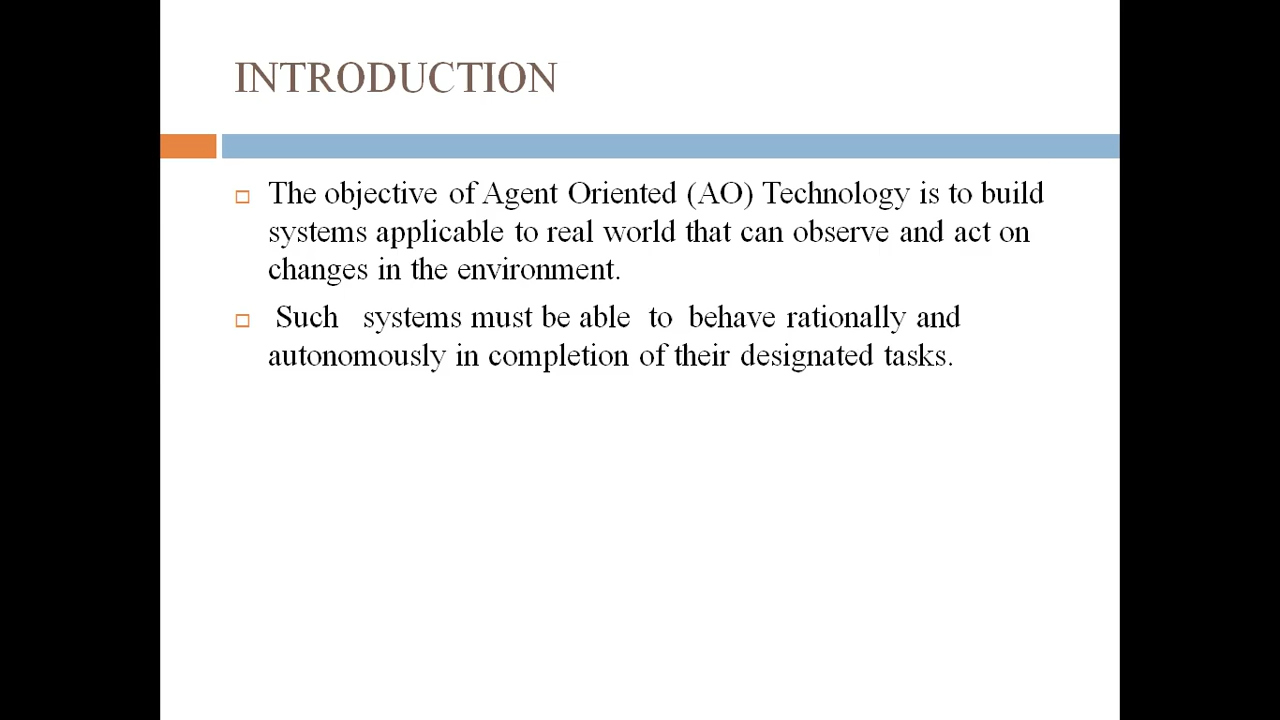 INTRODUCTION
The objective of Agent Oriented (AO) Technology is to build
systems applicable to real world that can observe and act on
changes in the environment.
Such systems must be able to behave rationally and
autonomously in completion of their designated tasks.